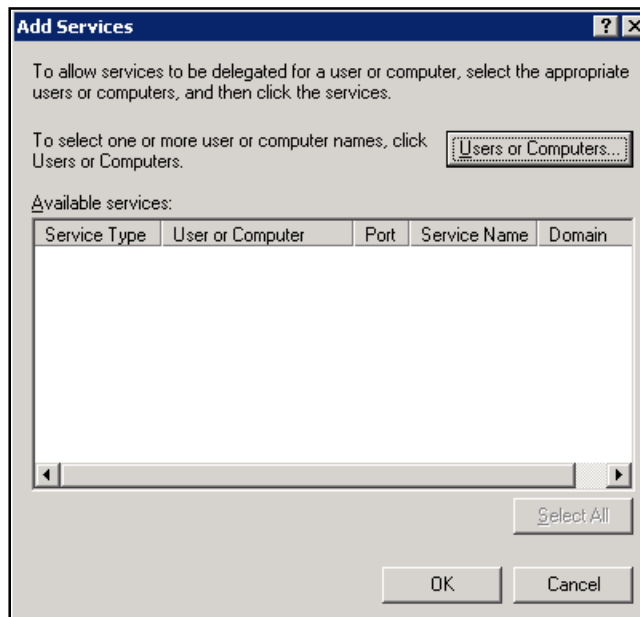 Add Services
To allow services to be delegated for a user or computer, select the appropriate
users or computers, and then click the services.
To select one or more user or computer names, click
Users or Computers.
Users or Computers...
Available services:
Service Type User or Computer Port Service Name Domain
Select All
OK Cancel